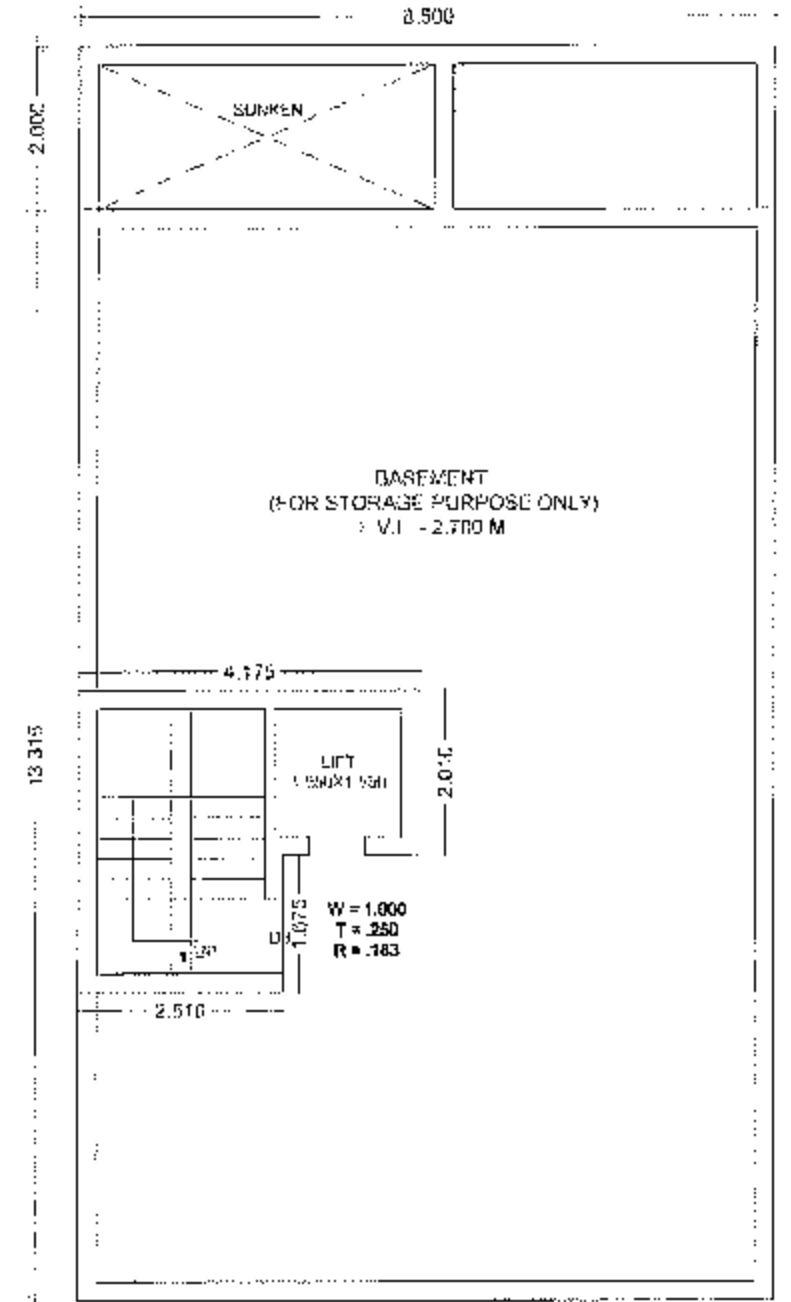 8.500
2.000
SUNKEN
BASEMENT
(FOR STORAGE PURPOSE ONLY)
- 2.700 M
4.175
13.315
LIFT
2.015
W = 1.000
T = .250
R = .183
1.675
UP
2.510